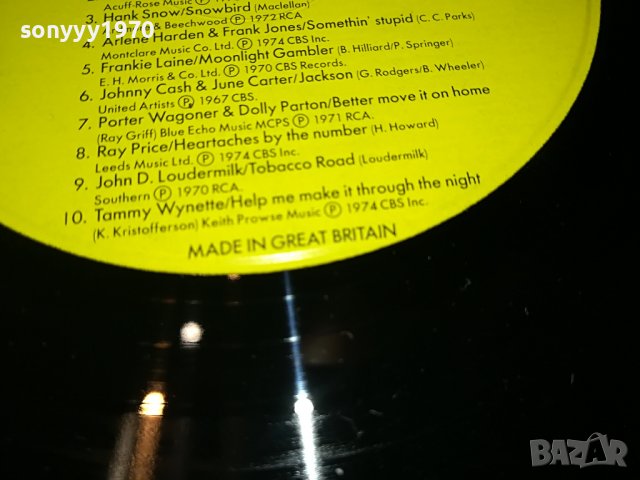 sonyyy1970
Acuff-Rose Music Ⓟ
3. Hank Snow/Snowbird (Maclellan)
& Beechwood Ⓟ 1972 RCA
4. Arlene Harden & Frank Jones/Somethin' stupid (C. C. Parks)
Montclare Music Co. Ltd. Ⓟ 1974 CBS Inc.
5. Frankie Laine/Moonlight Gambler (B. Hilliard/P. Springer)
E. H. Morris & Co. Ltd Ⓟ 1970 CBS Records.
6. Johnny Cash & June Carter/Jackson (G. Rodgers/B. Wheeler)
United Artists Ⓟ 1967 CBS.
7. Porter Wagoner & Dolly Parton/Better move it on home
(Ray Griff) Blue Echo Music MCPS Ⓟ 1971 RCA.
8. Ray Price/Heartaches by the number (H. Howard)
Leeds Music Ltd. Ⓟ 1974 CBS Inc.
9. John D. Loudermilk/Tobacco Road (Loudermilk)
Southern Ⓟ 1970 RCA.
10. Tammy Wynette/Help me make it through the night
(K. Kristofferson) Keith Prowse Music Ⓟ 1974 CBS Inc.
MADE IN GREAT BRITAIN
BAZAR
bg